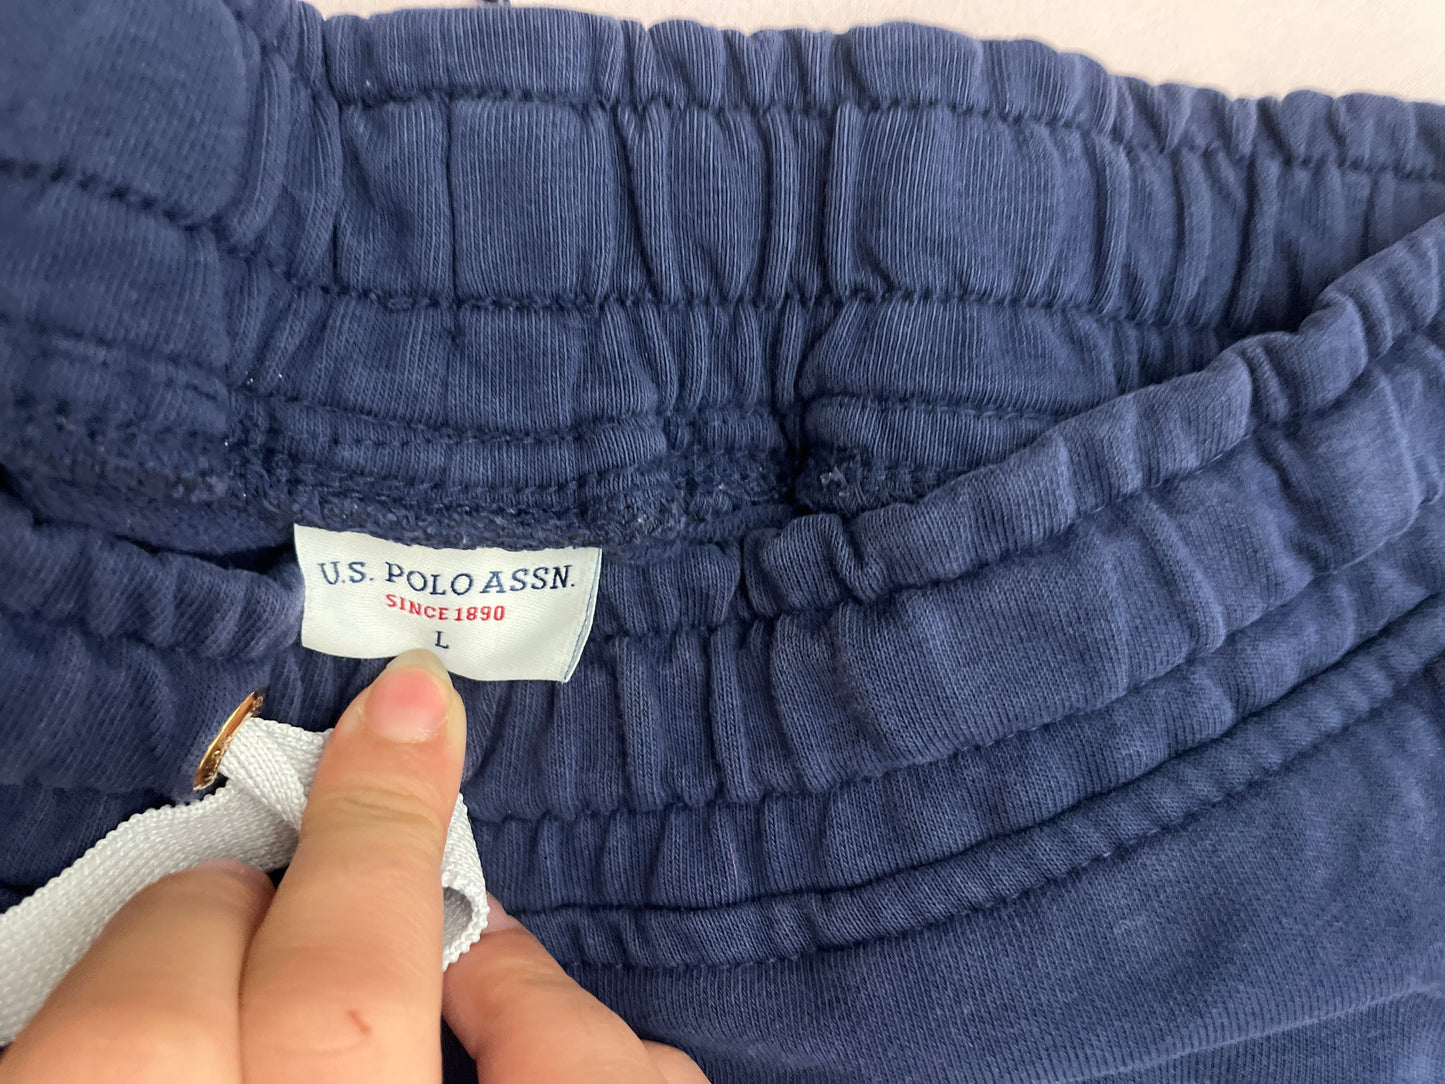 U.S. POLO ASSN.
SINCE 1890
L